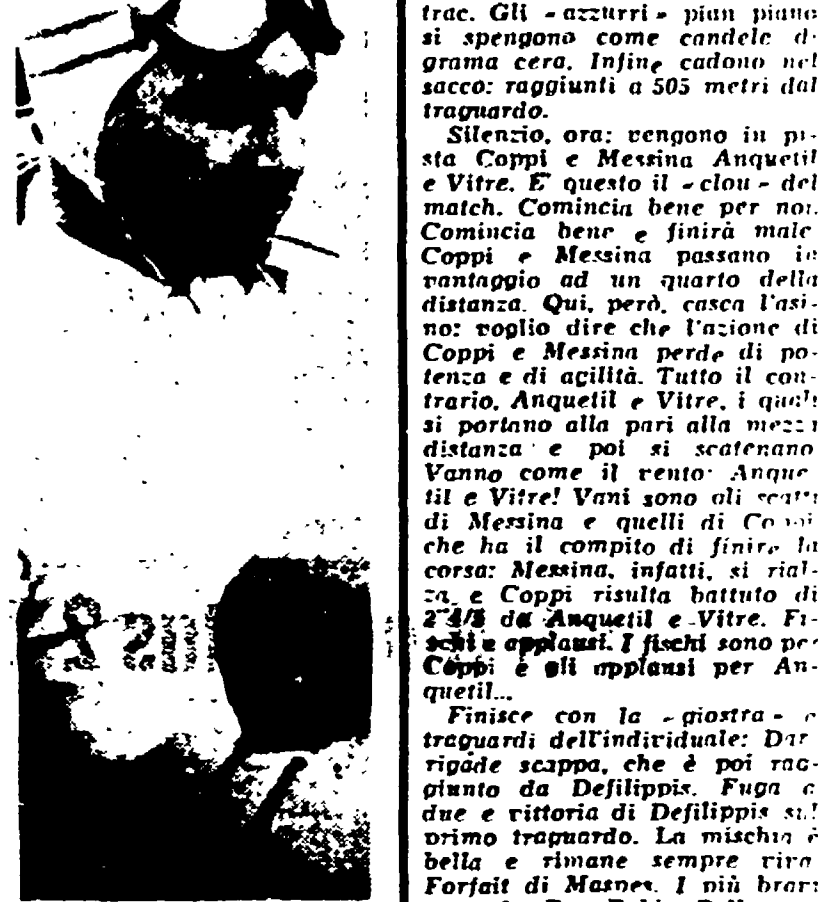 trac. Gli « azzurri » pian piano
si spengono come candele di
grama cera. Infine cadono nel
sacco: raggiunti a 505 metri dal
traguardo.
Silenzio, ora: vengono in pi-
sta Coppi e Messina Anquetil
e Vitre. E' questo il « clou » del
match. Comincia bene per noi.
Comincia bene e finirà male
Coppi e Messina passano in
vantaggio ad un quarto della
distanza. Qui, però, casca l'asi-
no: voglio dire che l'azione di
Coppi e Messina perde di po-
tenza e di agilità. Tutto il con-
trario, Anquetil e Vitre, i quali
si portano alla pari alla mezza
distanza e poi si scatenano
Vanno come il vento: Anque-
til e Vitre! Vani sono gli scatti
di Messina e quelli di Coppi
che ha il compito di finire la
corsa: Messina, infatti, si rial-
za, e Coppi risulta battuto di
2"4/5 da Anquetil e Vitre. Fi-
schi e applausi. I fischi sono per
Coppi e gli applausi per An-
quetil...
Finisce con la « giostra » a
traguardi dell'individuale: Dar
rigade scappa, che è poi rag-
giunto da Defilippis. Fuga a
due e vittoria di Defilippis sul
primo traguardo. La mischia è
bella e rimane sempre viva
Forfait di Maspes. I più bravi